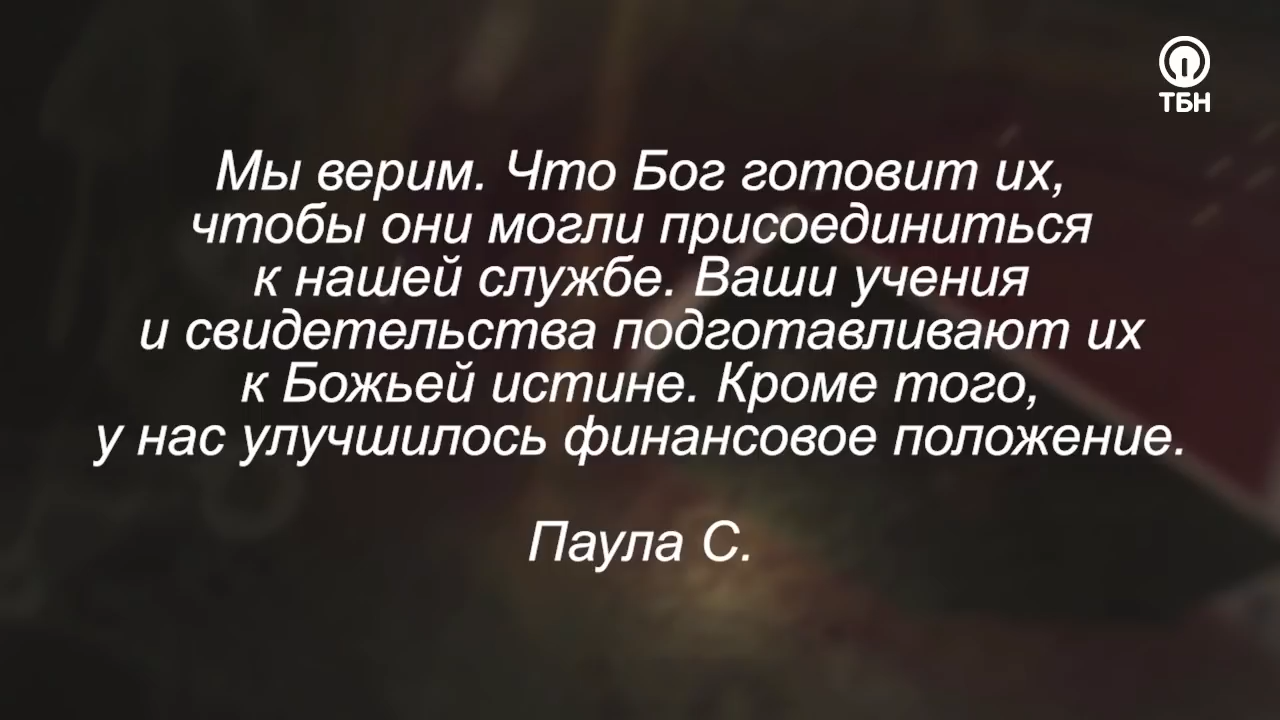 ТБН
Мы верим. Что Бог готовит их,
чтобы они могли присоединиться
к нашей службе. Ваши учения
и свидетельства подготавливают их
к Божьей истине. Кроме того,
у нас улучшилось финансовое положение.
Паула С.